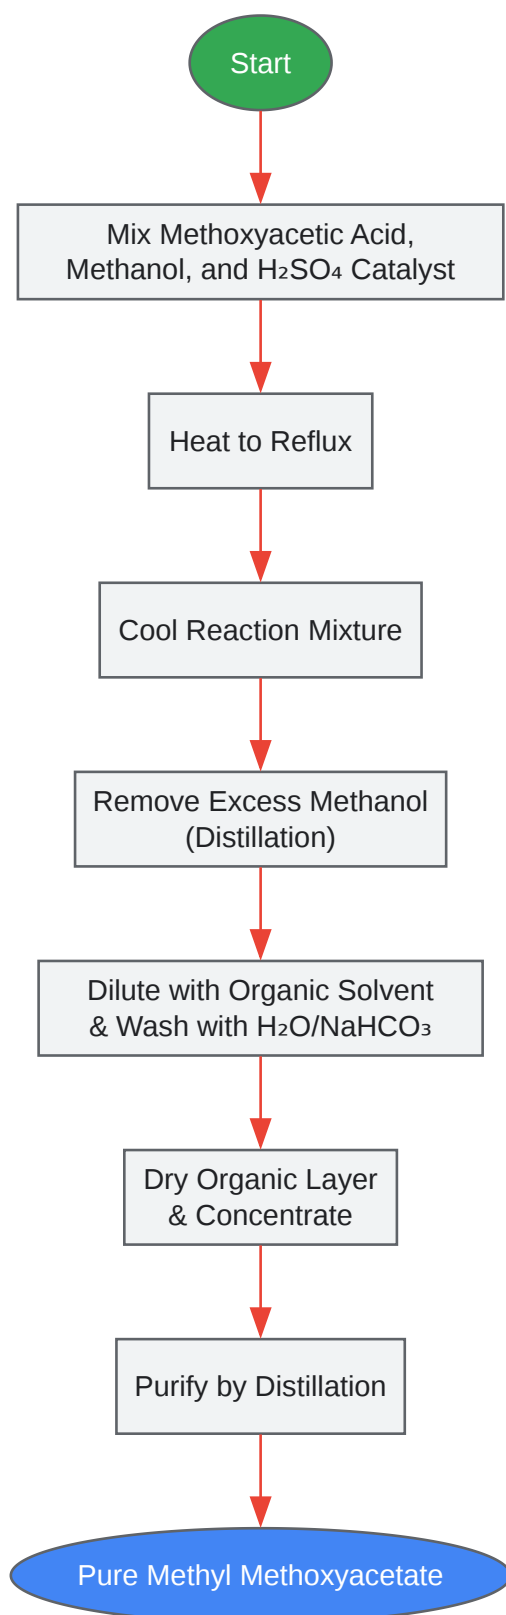 Start
Mix Methoxyacetic Acid,
Methanol, and H₂SO₄ Catalyst
Heat to Reflux
Cool Reaction Mixture
Remove Excess Methanol
(Distillation)
Dilute with Organic Solvent
& Wash with H₂O/NaHCO₃
Dry Organic Layer
& Concentrate
Purify by Distillation
Pure Methyl Methoxyacetate